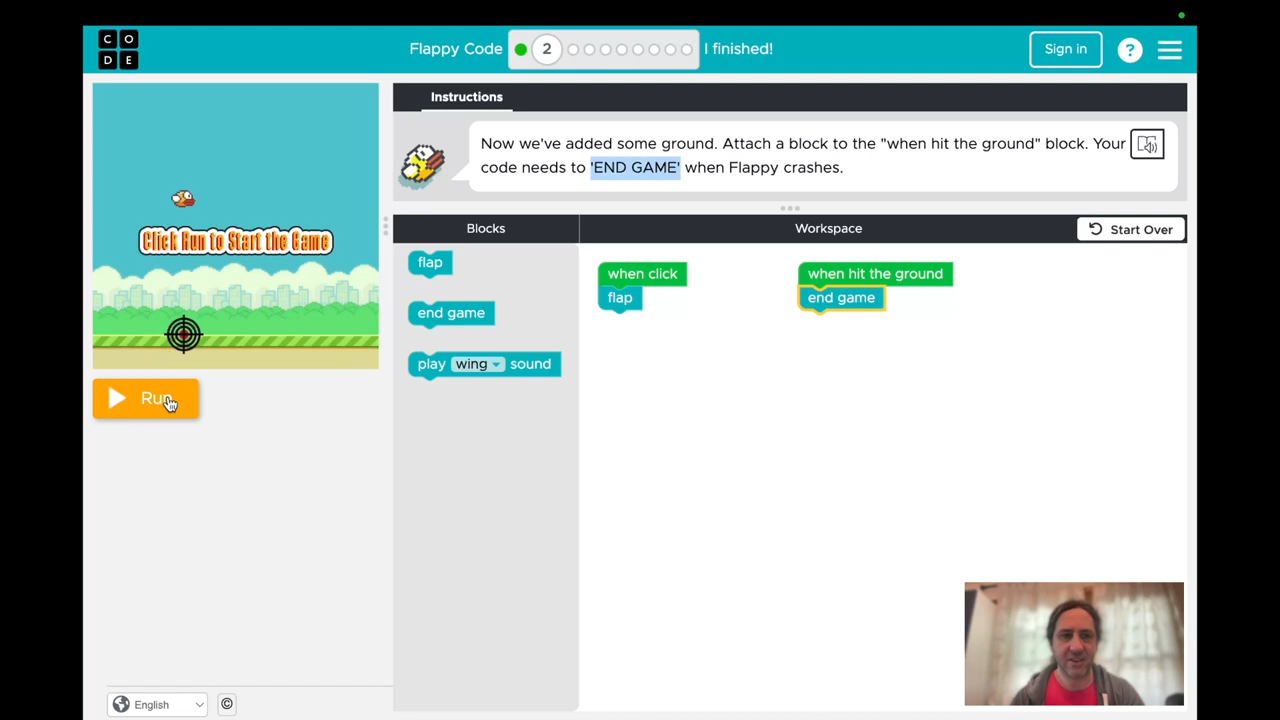 C O
D E
Flappy Code
2
I finished!
Sign in
?
Instructions
Now we've added some ground. Attach a block to the "when hit the ground" block. Your
code needs to 'END GAME' when Flappy crashes.
Click Run to Start the Game
Blocks
Workspace
Start Over
flap
end game
play wing sound
when click
flap
when hit the ground
end game
Run
English
©